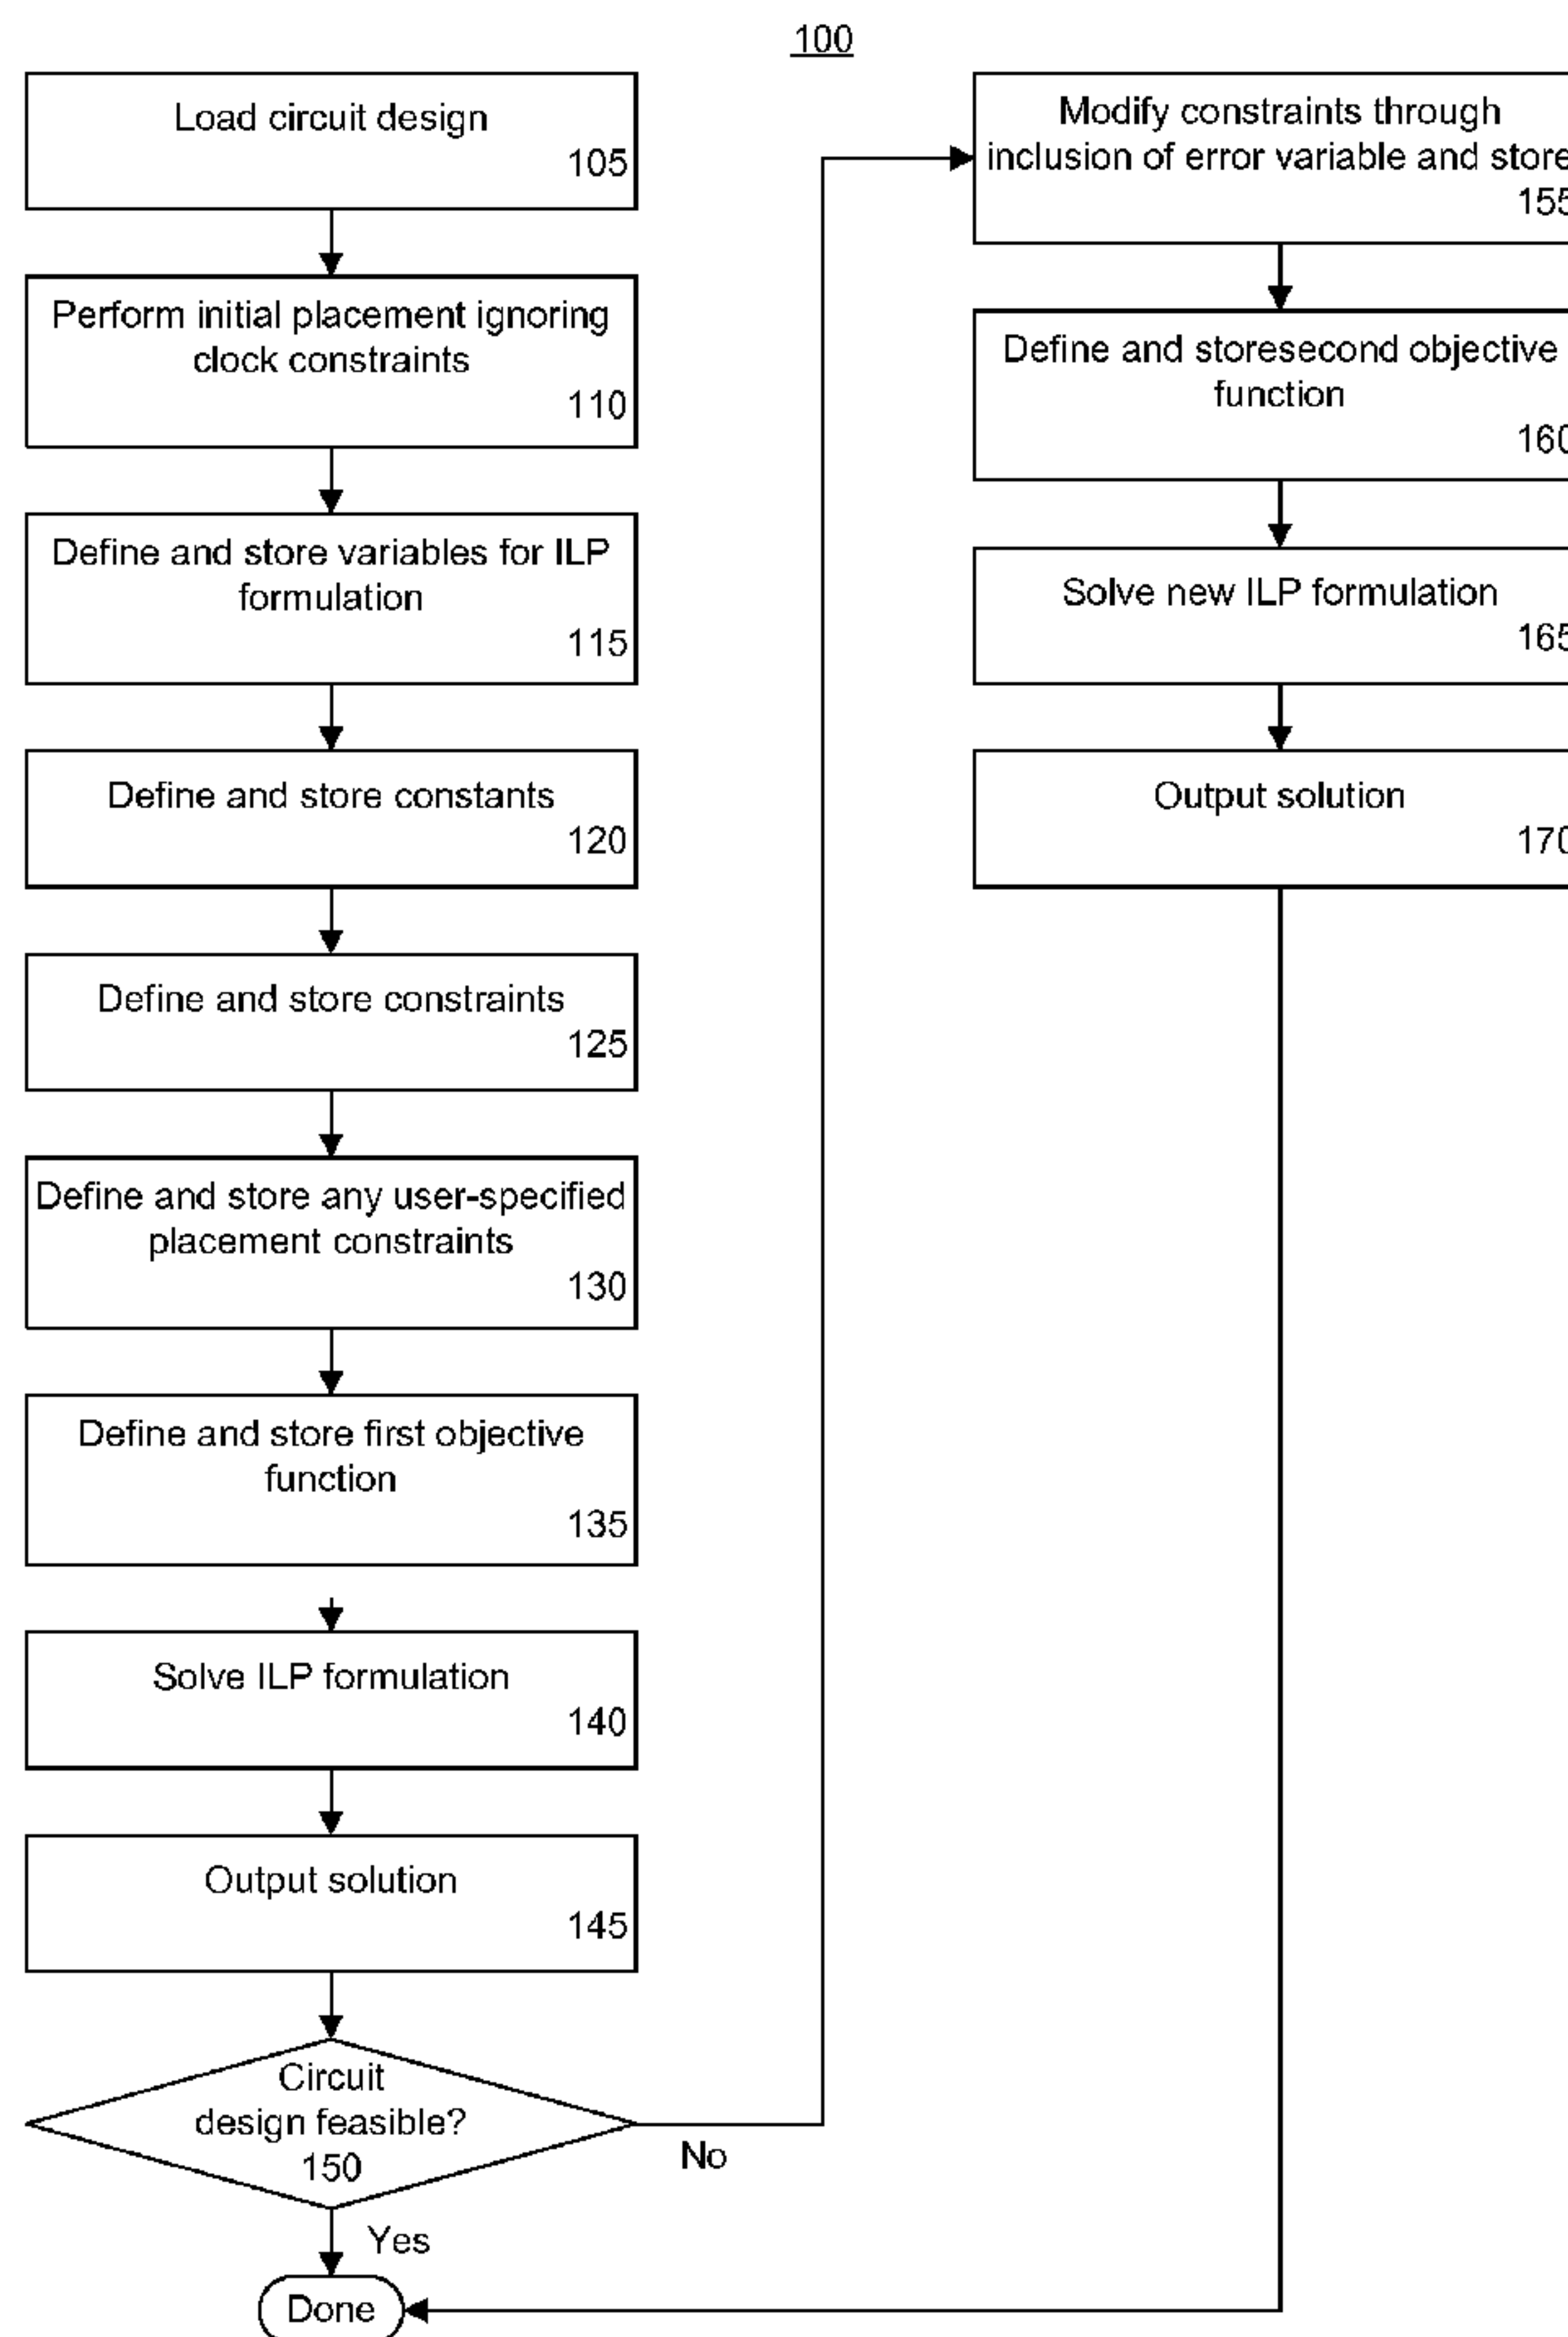 100
Load circuit design
105
Perform initial placement ignoring
clock constraints
110
Define and store variables for ILP
formulation
115
Define and store constants
120
Define and store constraints
125
Define and store any user-specified
placement constraints
130
Define and store first objective
function
135
Solve ILP formulation
140
Output solution
145
Circuit
design feasible?
150
No
Yes
Done
Modify constraints through
inclusion of error variable and store
155
Define and storesecond objective
function
160
Solve new ILP formulation
165
Output solution
170